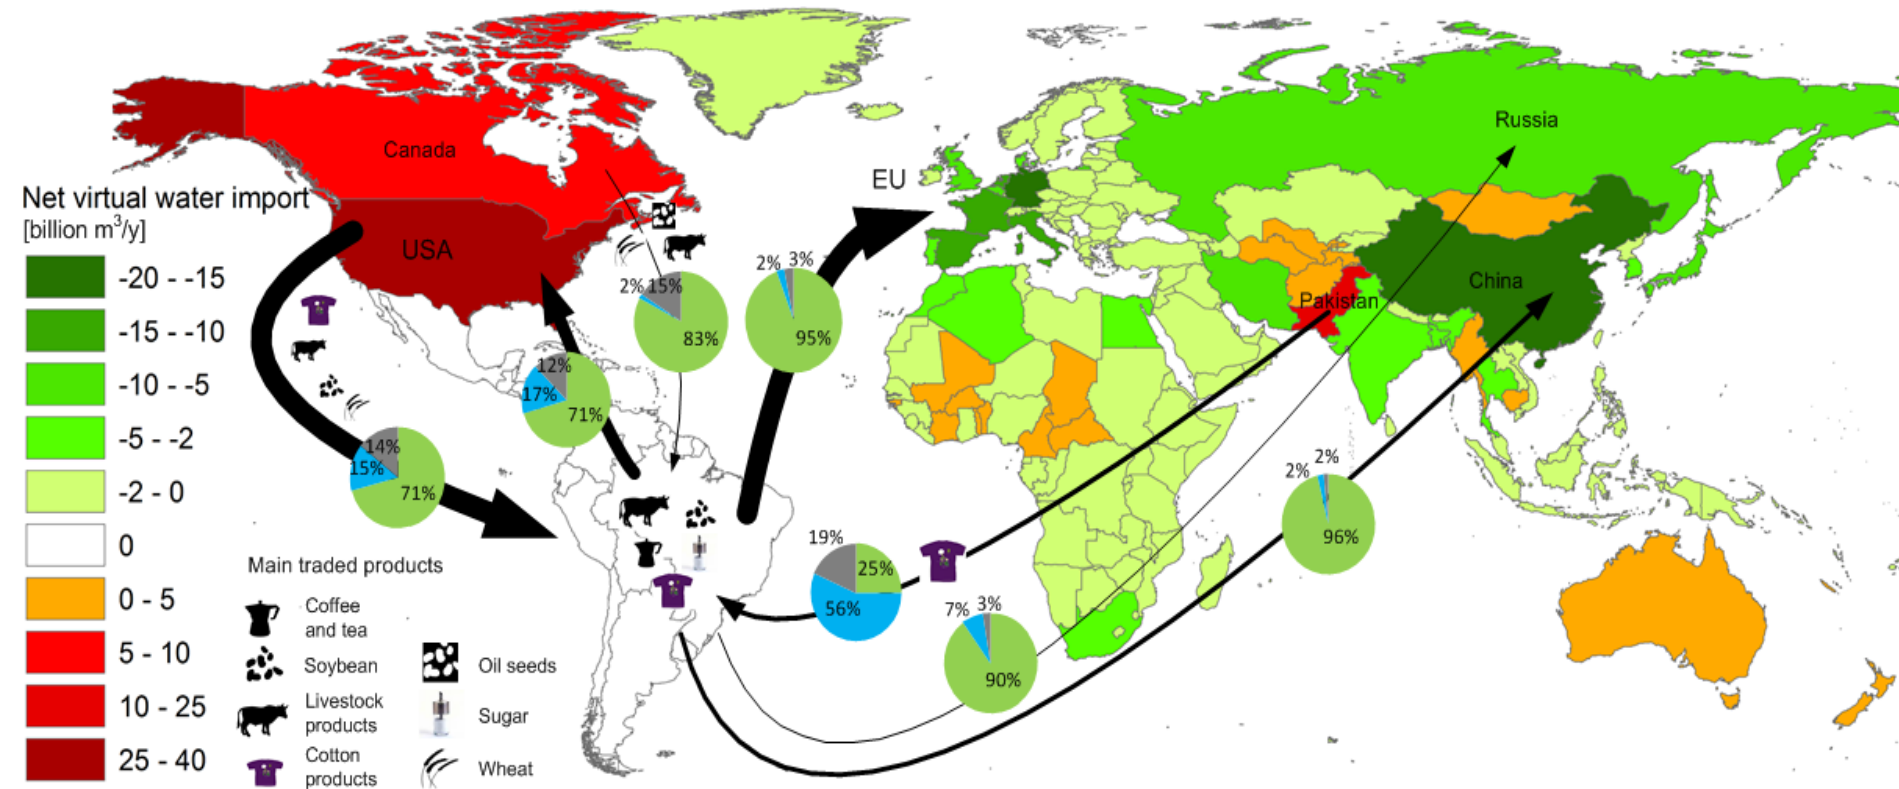 Net virtual water import
[billion m³/y]
-20 - -15
-15 - -10
-10 - -5
-5 - -2
-2 - 0
0
0 - 5
5 - 10
10 - 25
25 - 40
Main traded products
Coffee
and tea
Soybean
Livestock
products
Cotton
products
Oil seeds
Sugar
Wheat
Canada
USA
EU
Russia
China
Pakistan
2%
15%
83%
2%
3%
95%
12%
17%
71%
14%
15%
71%
19%
25%
56%
7%
3%
90%
2%
2%
96%